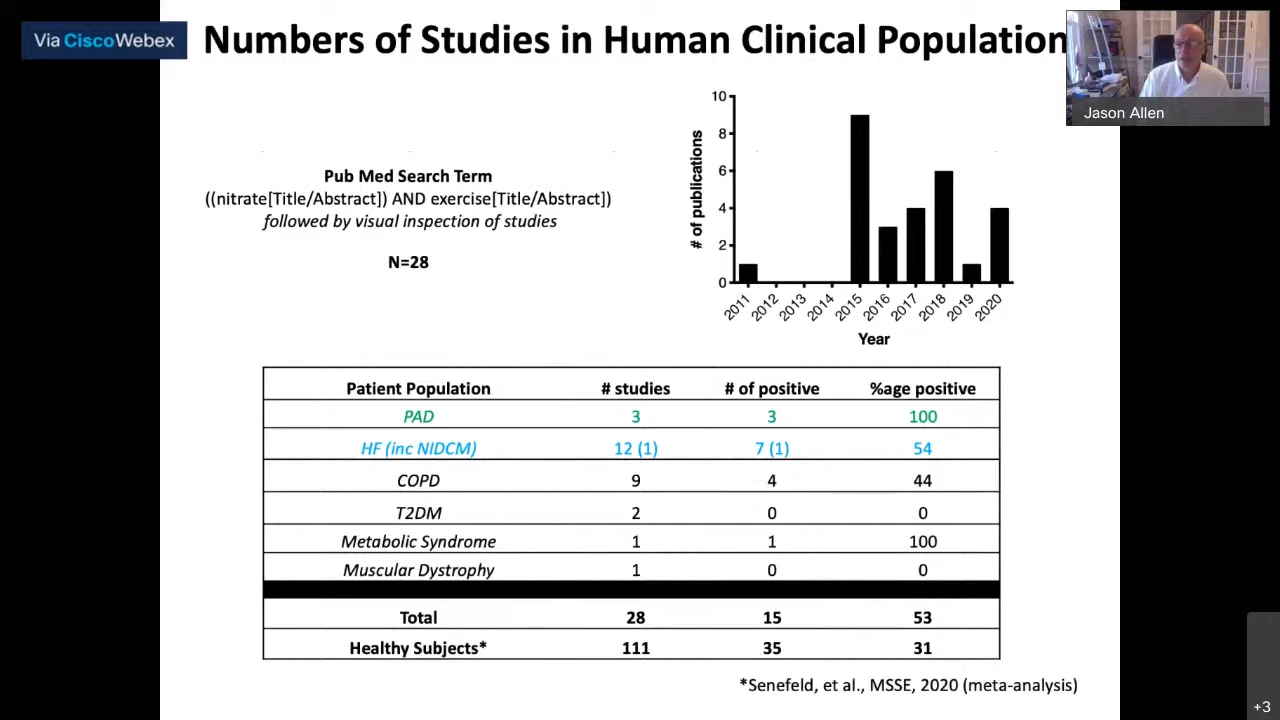 Via CiscoWebex
Numbers of Studies in Human Clinical Population
Jason Allen
Pub Med Search Term
((nitrate[Title/Abstract]) AND exercise[Title/Abstract])
followed by visual inspection of studies
N=28
# of publications
10
8
6
4
2
0
2011 2012 2013 2014 2015 2016 2017 2018 2019 2020
Year
Patient Population # studies # of positive %age positive
PAD 3 3 100
HF (inc NIDCM) 12 (1) 7 (1) 54
COPD 9 4 44
T2DM 2 0 0
Metabolic Syndrome 1 1 100
Muscular Dystrophy 1 0 0
Total 28 15 53
Healthy Subjects* 111 35 31
*Senefeld, et al., MSSE, 2020 (meta-analysis)
+3